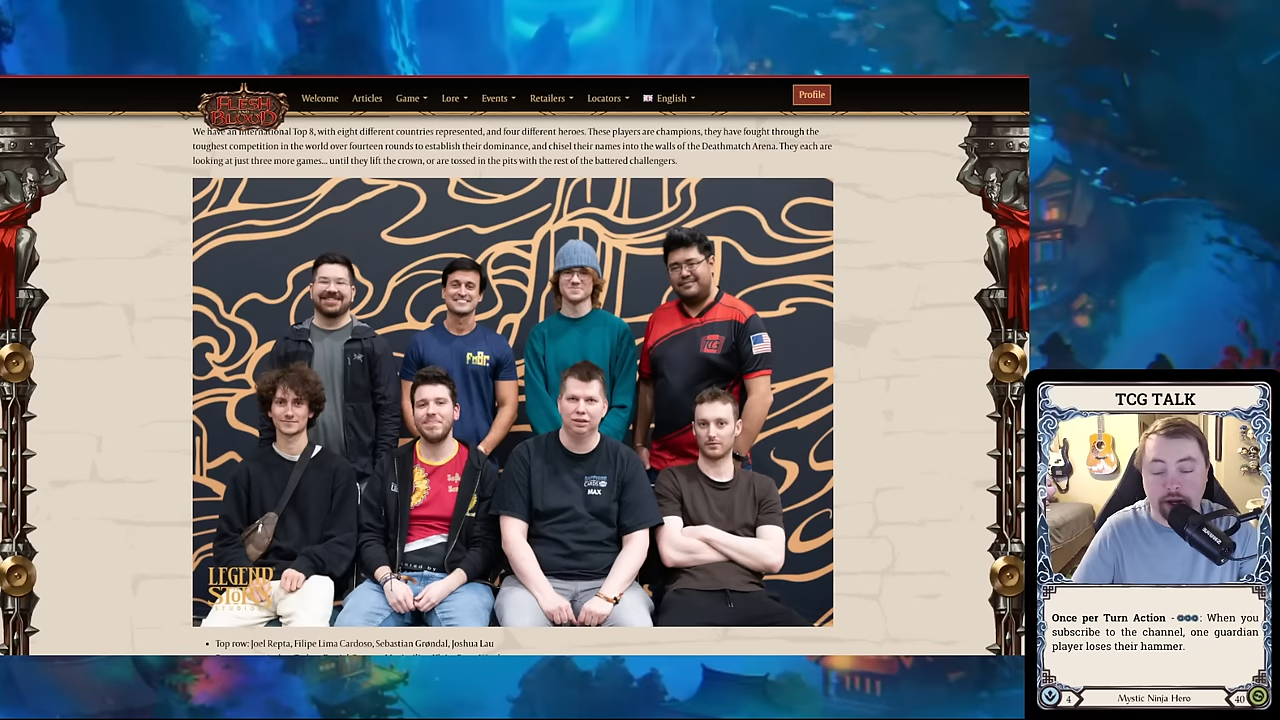 FLESH AND BLOOD
Welcome Articles Game Lore Events Retailers Locators English
Profile
We have an international Top 8, with eight different countries represented, and four different heroes. These players are champions, they have fought through the
toughest competition in the world over fourteen rounds to establish their dominance, and chisel their names into the walls of the Deathmatch Arena. They each are
looking at just three more games... until they lift the crown, or are tossed in the pits with the rest of the battered challengers.
MAX
LEGEND
STORY
STUDIOS
• Top row: Joel Repta, Filipe Lima Cardoso, Sebastian Grøndal, Joshua Lau
TCG TALK
Once per Turn Action - : When you
subscribe to the channel, one guardian
player loses their hammer.
4 Mystic Ninja Hero 40